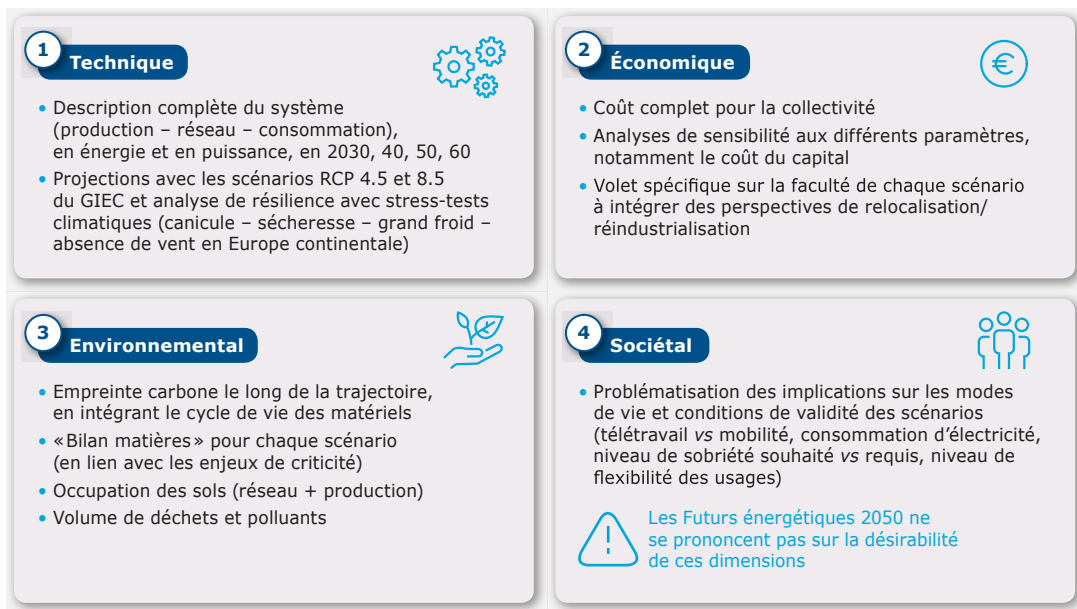 1
Technique
• Description complète du système
(production – réseau – consommation),
en énergie et en puissance, en 2030, 40, 50, 60
• Projections avec les scénarios RCP 4.5 et 8.5
du GIEC et analyse de résilience avec stress-tests
climatiques (canicule – sécheresse – grand froid –
absence de vent en Europe continentale)
2
Économique
€
• Coût complet pour la collectivité
• Analyses de sensibilité aux différents paramètres,
notamment le coût du capital
• Volet spécifique sur la faculté de chaque scénario
à intégrer des perspectives de relocalisation/
réindustrialisation
3
Environnemental
• Empreinte carbone le long de la trajectoire,
en intégrant le cycle de vie des matériels
• «Bilan matières» pour chaque scénario
(en lien avec les enjeux de criticité)
• Occupation des sols (réseau + production)
• Volume de déchets et polluants
4
Sociétal
• Problématisation des implications sur les modes
de vie et conditions de validité des scénarios
(télétravail vs mobilité, consommation d’électricité,
niveau de sobriété souhaité vs requis, niveau de
flexibilité des usages)
!
Les Futurs énergétiques 2050 ne
se prononcent pas sur la désirabilité
de ces dimensions